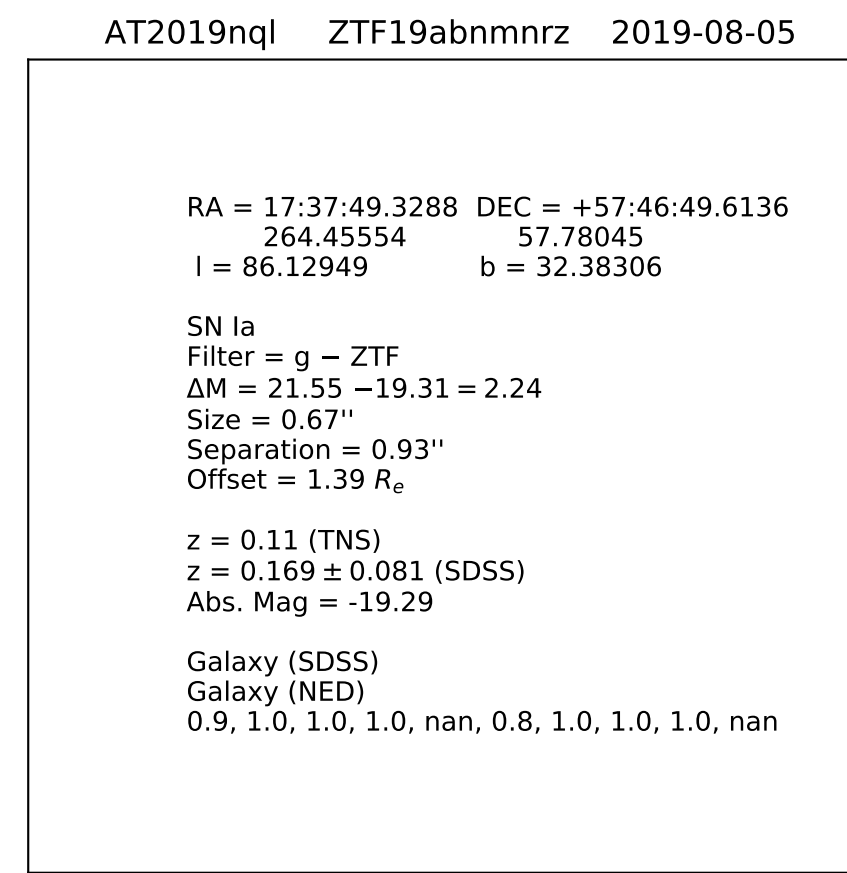 AT2019nql ZTF19abnmnrz 2019-08-05
RA = 17:37:49.3288 DEC = +57:46:49.6136
264.45554 57.78045
l = 86.12949 b = 32.38306
SN Ia
Filter = g − ZTF
ΔM = 21.55 −19.31 = 2.24
Size = 0.67''
Separation = 0.93''
Offset = 1.39 Re
z = 0.11 (TNS)
z = 0.169 ± 0.081 (SDSS)
Abs. Mag = -19.29
Galaxy (SDSS)
Galaxy (NED)
0.9, 1.0, 1.0, 1.0, nan, 0.8, 1.0, 1.0, 1.0, nan